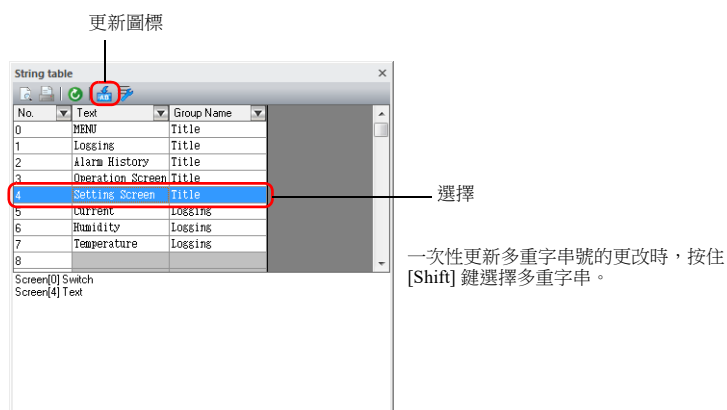 更新圖標
String table
No. Text Group Name
0 MENU Title
1 Logging Title
2 Alarm History Title
3 Operation Screen Title
4 Setting Screen Title
選擇
5 Current Logging
6 Humidity Logging
7 Temperature Logging
8
一次性更新多重字串號的更改時，按住
[Shift] 鍵選擇多重字串。
Screen[0] Switch
Screen[4] Text